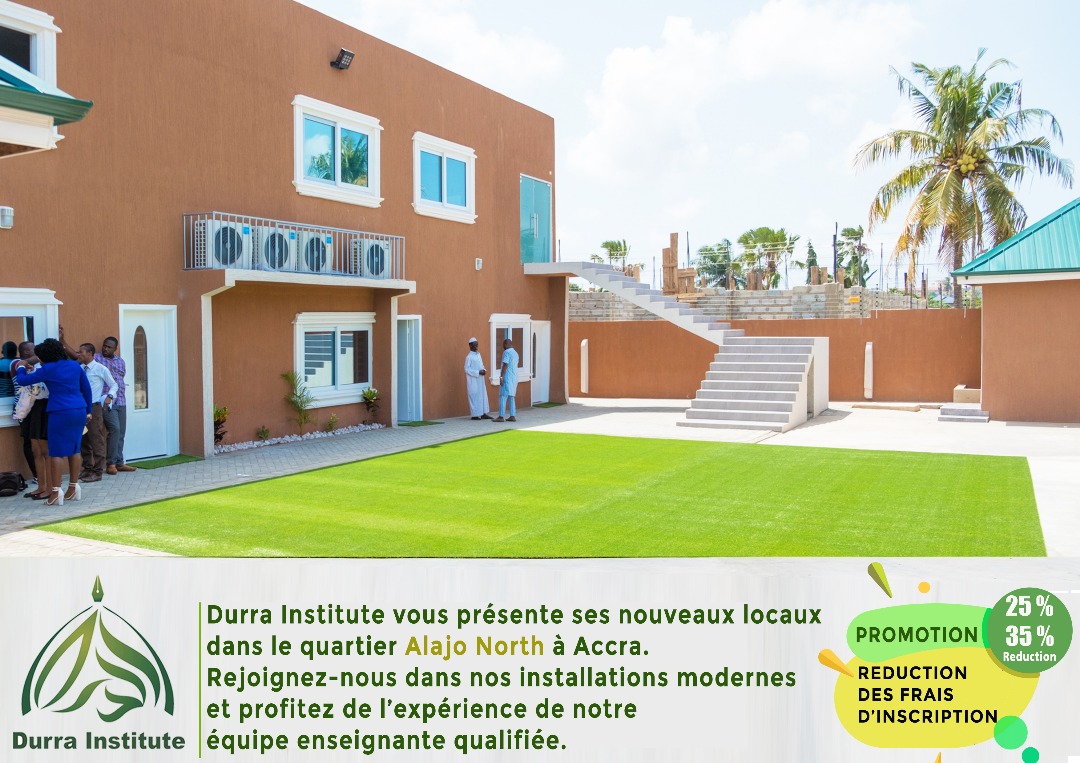 Durra Institute vous présente ses nouveaux locaux
dans le quartier Alajo North à Accra.
Rejoignez-nous dans nos installations modernes
et profitez de l'expérience de notre
équipe enseignante qualifiée.
Durra Institute
PROMOTION
25 %
35 %
Reduction
REDUCTION
DES FRAIS
D'INSCRIPTION